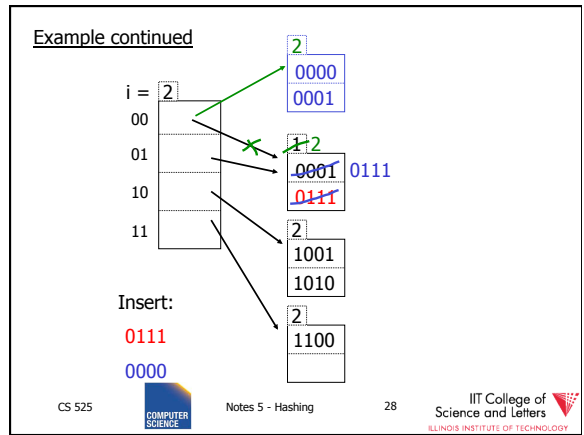 Example continued
2
0000
0001
i = 2
00
01
10
11
1 2
0001 0111
0111
2
1001
1010
2
1100
Insert:
0111
0000
CS 525
COMPUTER
SCIENCE
Notes 5 - Hashing
28
IIT College of
Science and Letters
ILLINOIS INSTITUTE OF TECHNOLOGY